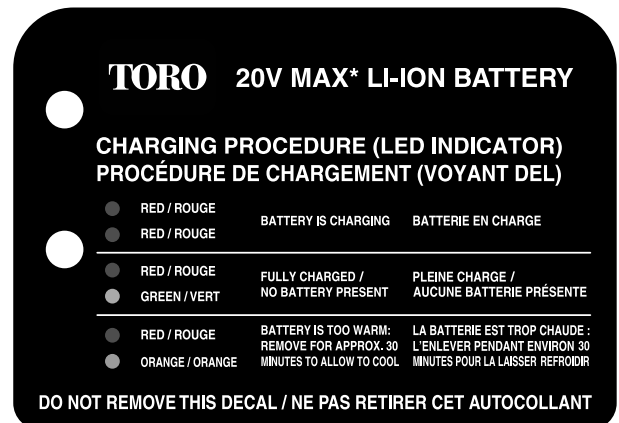 TORO 20V MAX* LI-ION BATTERY
CHARGING PROCEDURE (LED INDICATOR)
PROCÉDURE DE CHARGEMENT (VOYANT DEL)
RED / ROUGE
RED / ROUGE
BATTERY IS CHARGING
BATTERIE EN CHARGE
RED / ROUGE
GREEN / VERT
FULLY CHARGED /
NO BATTERY PRESENT
PLEINE CHARGE /
AUCUNE BATTERIE PRÉSENTE
RED / ROUGE
ORANGE / ORANGE
BATTERY IS TOO WARM:
REMOVE FOR APPROX. 30
MINUTES TO ALLOW TO COOL
LA BATTERIE EST TROP CHAUDE :
L'ENLEVER PENDANT ENVIRON 30
MINUTES POUR LA LAISSER REFROIDIR
DO NOT REMOVE THIS DECAL / NE PAS RETIRER CET AUTOCOLLANT